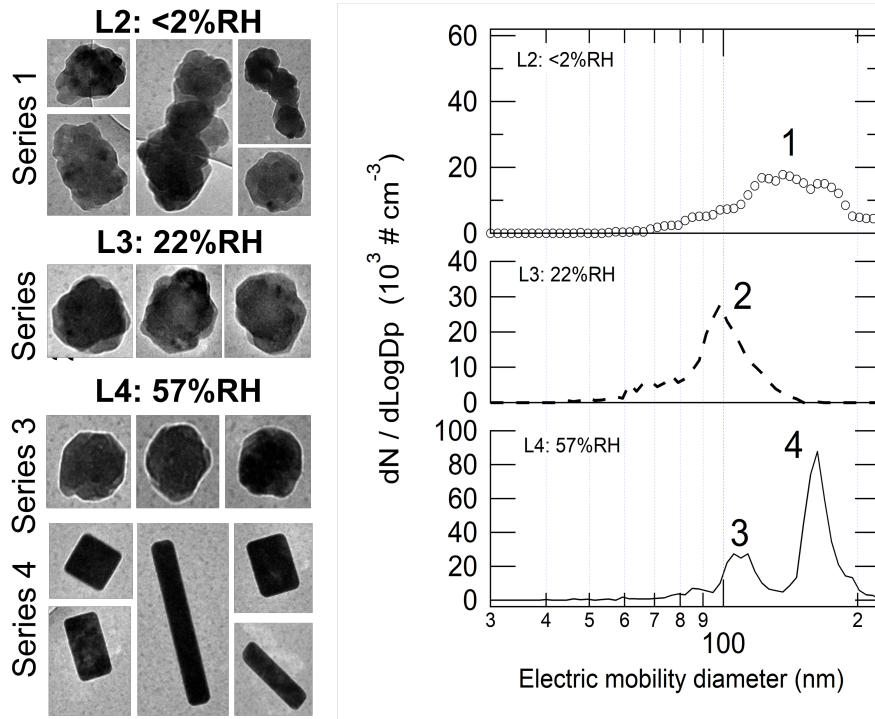 L2: <2%RH
Series 1
L3: 22%RH
Series
L4: 57%RH
Series 3
Series 4
dN / dLogDp (10³ # cm⁻³)
60
40
20
0
L2: <2%RH
1
40
30
20
10
0
L3: 22%RH
2
100
80
60
40
20
0
L4: 57%RH
3
4
3 4 5 6 7 8 9 100 2
Electric mobility diameter (nm)